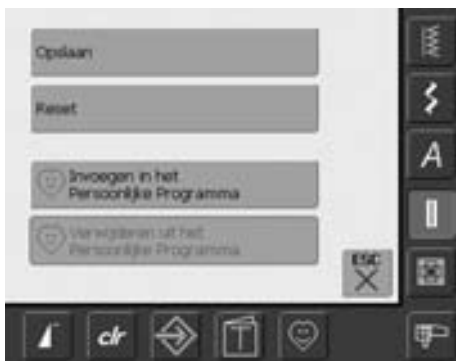 Opslaan
Reset
Invoegen in het
Persoonlijke Programma
Verwijderen uit het
Persoonlijke Programma
ESC
A
clr
T